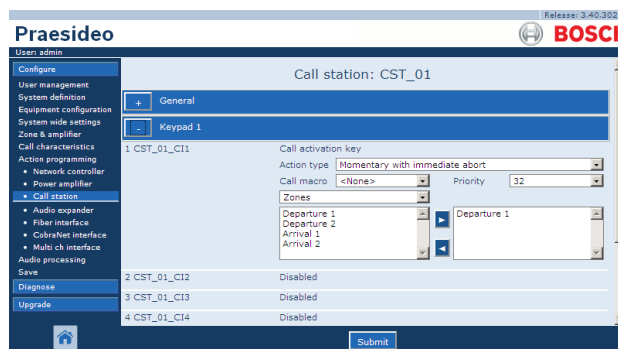 Release: 3.40.302
Praesideo
BOSCH
User: admin
Configure
User management
System definition
Equipment configuration
System wide settings
Zone & amplifier
Call characteristics
Action programming
• Network controller
• Power amplifier
• Call station
• Audio expander
• Fiber interface
• CobraNet interface
• Multi ch interface
Audio processing
Save
Diagnose
Upgrade
Call station: CST_01
+ General
- Keypad 1
1 CST_01_CI1 Call activation key
Action type Momentary with immediate abort
Call macro <None> Priority 32
Zones
Departure 1
Departure 2
Arrival 1
Arrival 2
Departure 1
2 CST_01_CI2 Disabled
3 CST_01_CI3 Disabled
4 CST_01_CI4 Disabled
Submit